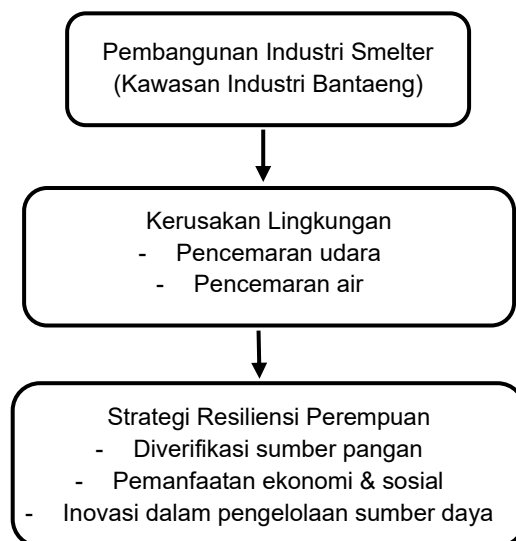 Pembangunan Industri Smelter
(Kawasan Industri Bantaeng)
Kerusakan Lingkungan
- Pencemaran udara
- Pencemaran air
Strategi Resiliensi Perempuan
- Diverifikasi sumber pangan
- Pemanfaatan ekonomi & sosial
- Inovasi dalam pengelolaan sumber daya